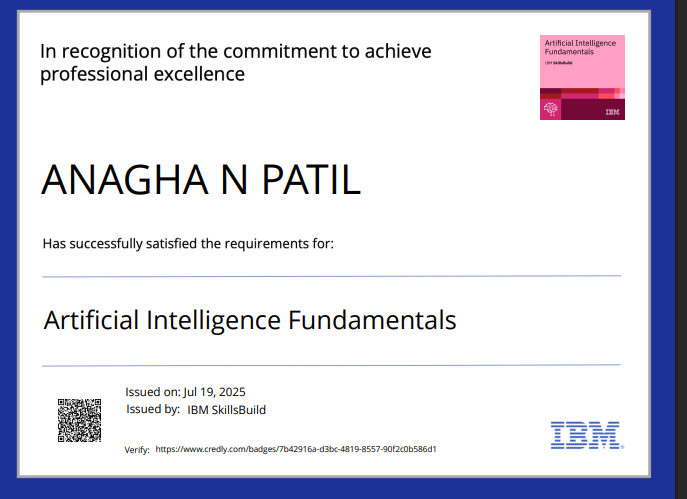 In recognition of the commitment to achieve
professional excellence
Artificial Intelligence
Fundamentals
IBM SkillsBuild
IBM
ANAGHA N PATIL
Has successfully satisfied the requirements for:
Artificial Intelligence Fundamentals
Issued on: Jul 19, 2025
Issued by: IBM SkillsBuild
Verify: https://www.credly.com/badges/7b42916a-d3bc-4819-8557-90f2c0b586d1
IBM®